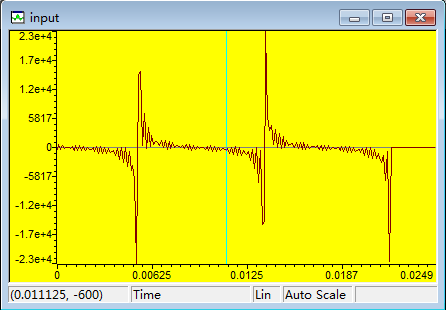 input
2.3e+4
1.7e+4
1.2e+4
5817
0
-5817
-1.2e+4
-1.7e+4
-2.3e+4
0 0.00625 0.0125 0.0187 0.0249
(0.011125, -600) Time Lin Auto Scale